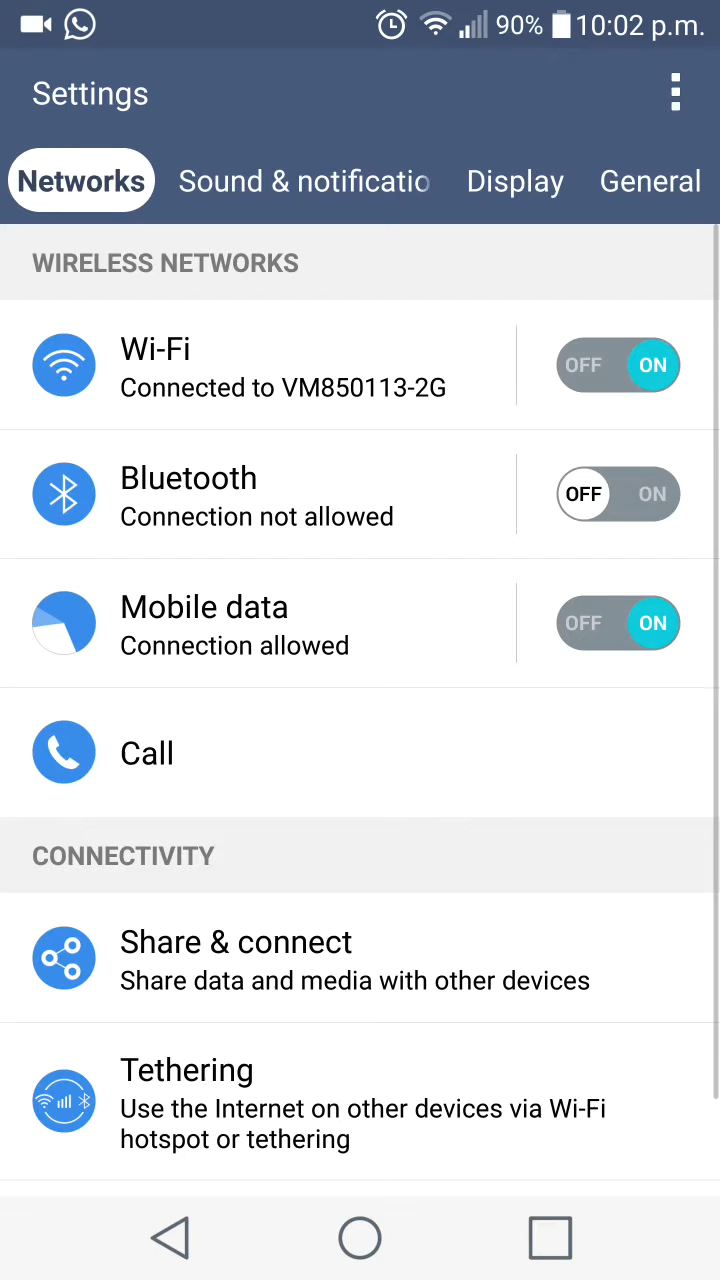 90% 10:02 p.m.
Settings
Networks Sound & notificatio Display General
WIRELESS NETWORKS
Wi-Fi
Connected to VM850113-2G
OFF ON
Bluetooth
Connection not allowed
OFF ON
Mobile data
Connection allowed
OFF ON
Call
CONNECTIVITY
Share & connect
Share data and media with other devices
Tethering
Use the Internet on other devices via Wi-Fi
hotspot or tethering